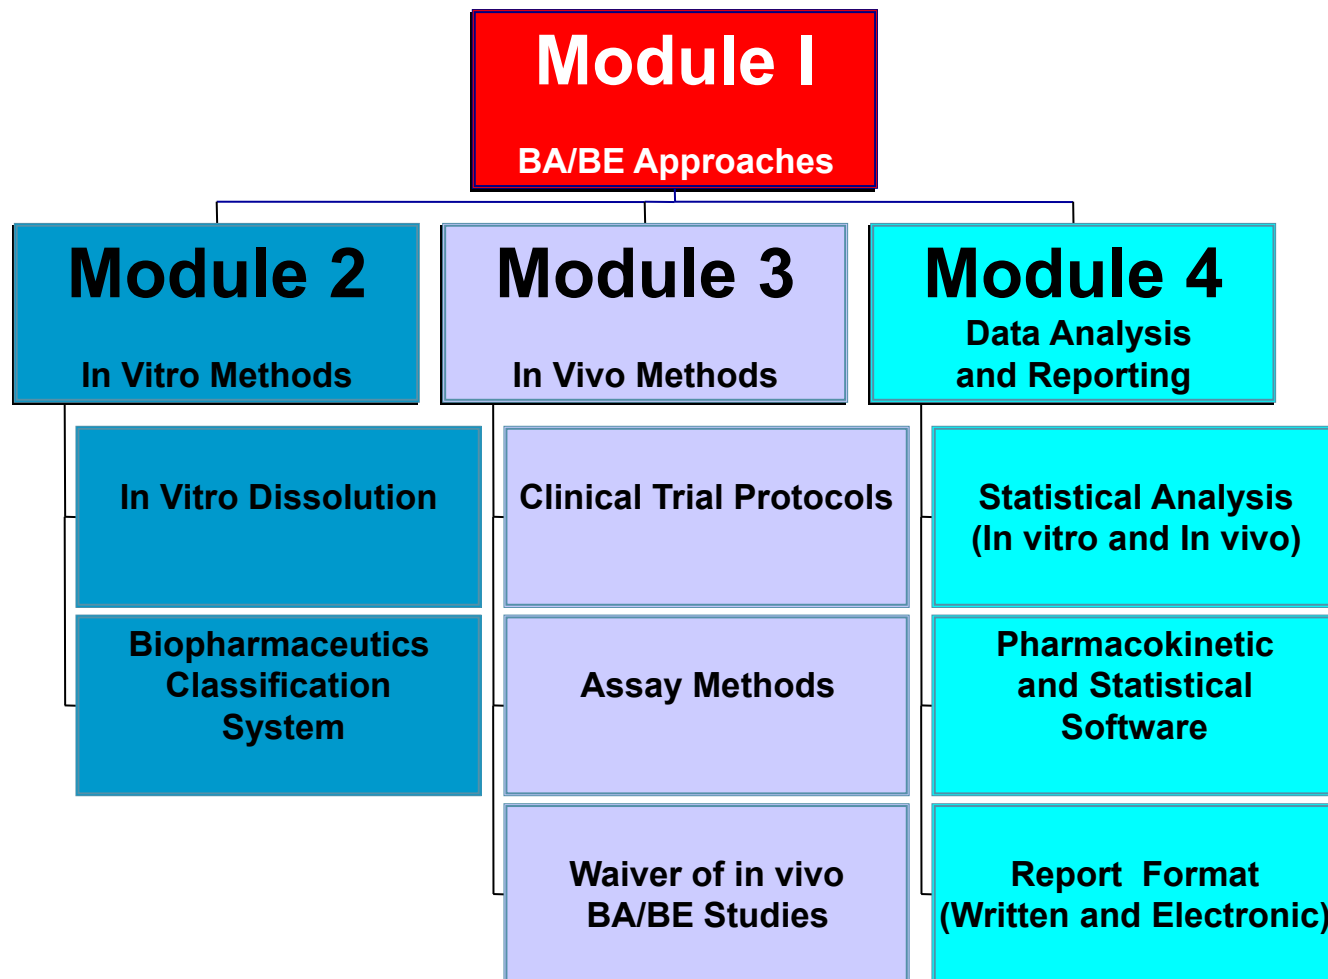 Module I
BA/BE Approaches
Module 2
In Vitro Methods
Module 3
In Vivo Methods
Module 4
Data Analysis
and Reporting
In Vitro Dissolution
Biopharmaceutics
Classification
System
Clinical Trial Protocols
Assay Methods
Waiver of in vivo
BA/BE Studies
Statistical Analysis
(In vitro and In vivo)
Pharmacokinetic
and Statistical
Software
Report  Format
(Written and Electronic)